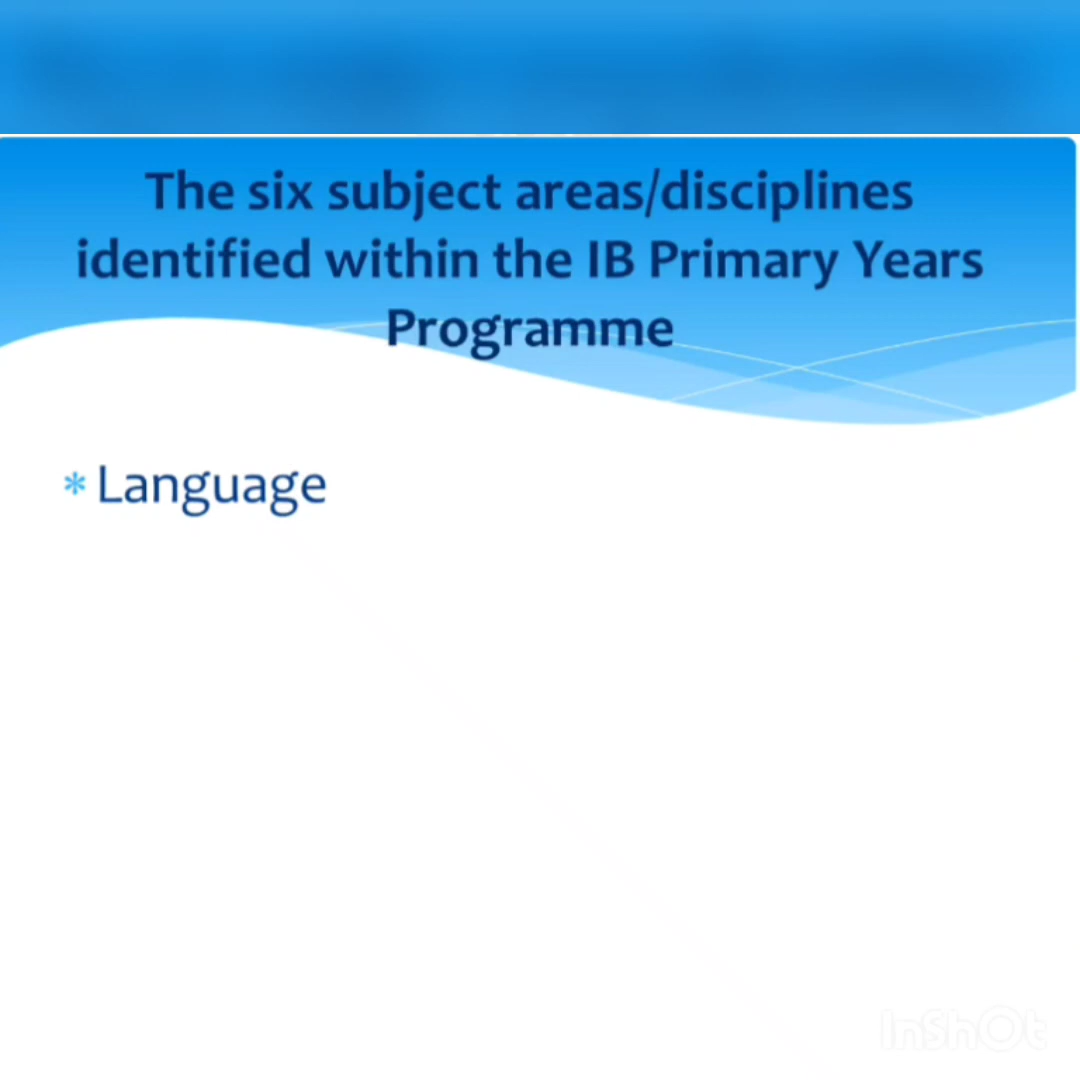 The six subject areas/disciplines
identified within the IB Primary Years
Programme
* Language
InShOt